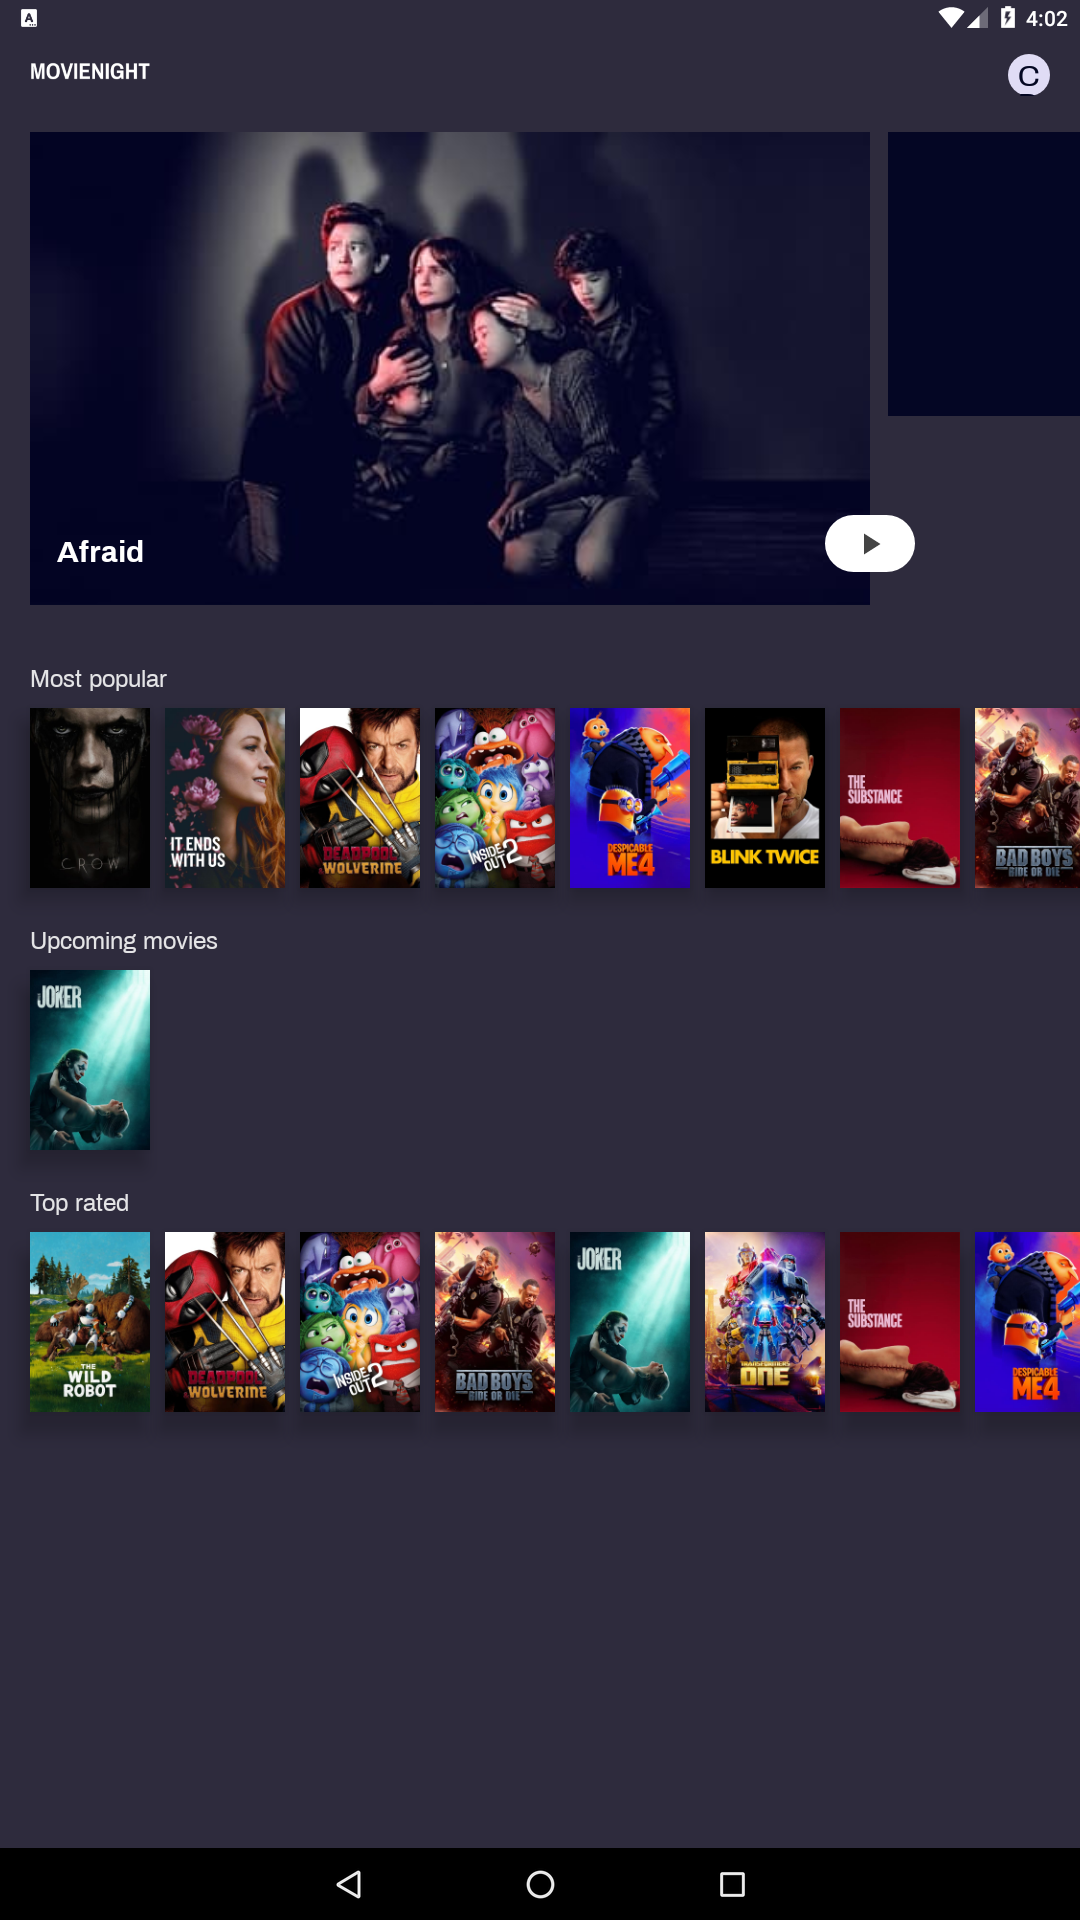 4:02
MOVIENIGHT
C
Afraid
Most popular
THE
CROW
IT ENDS
WITH US
DEADPOOL
WOLVERINE
INSIDE
OUT 2
DESPICABLE
ME4
BLINK TWICE
THE
SUBSTANCE
BAD BOYS
RIDE OR DIE
Upcoming movies
JOKER
Top rated
THE
WILD
ROBOT
DEADPOOL
WOLVERINE
INSIDE
OUT 2
BAD BOYS
RIDE OR DIE
JOKER
TRANSFORMERS
ONE
THE
SUBSTANCE
DESPICABLE
ME4